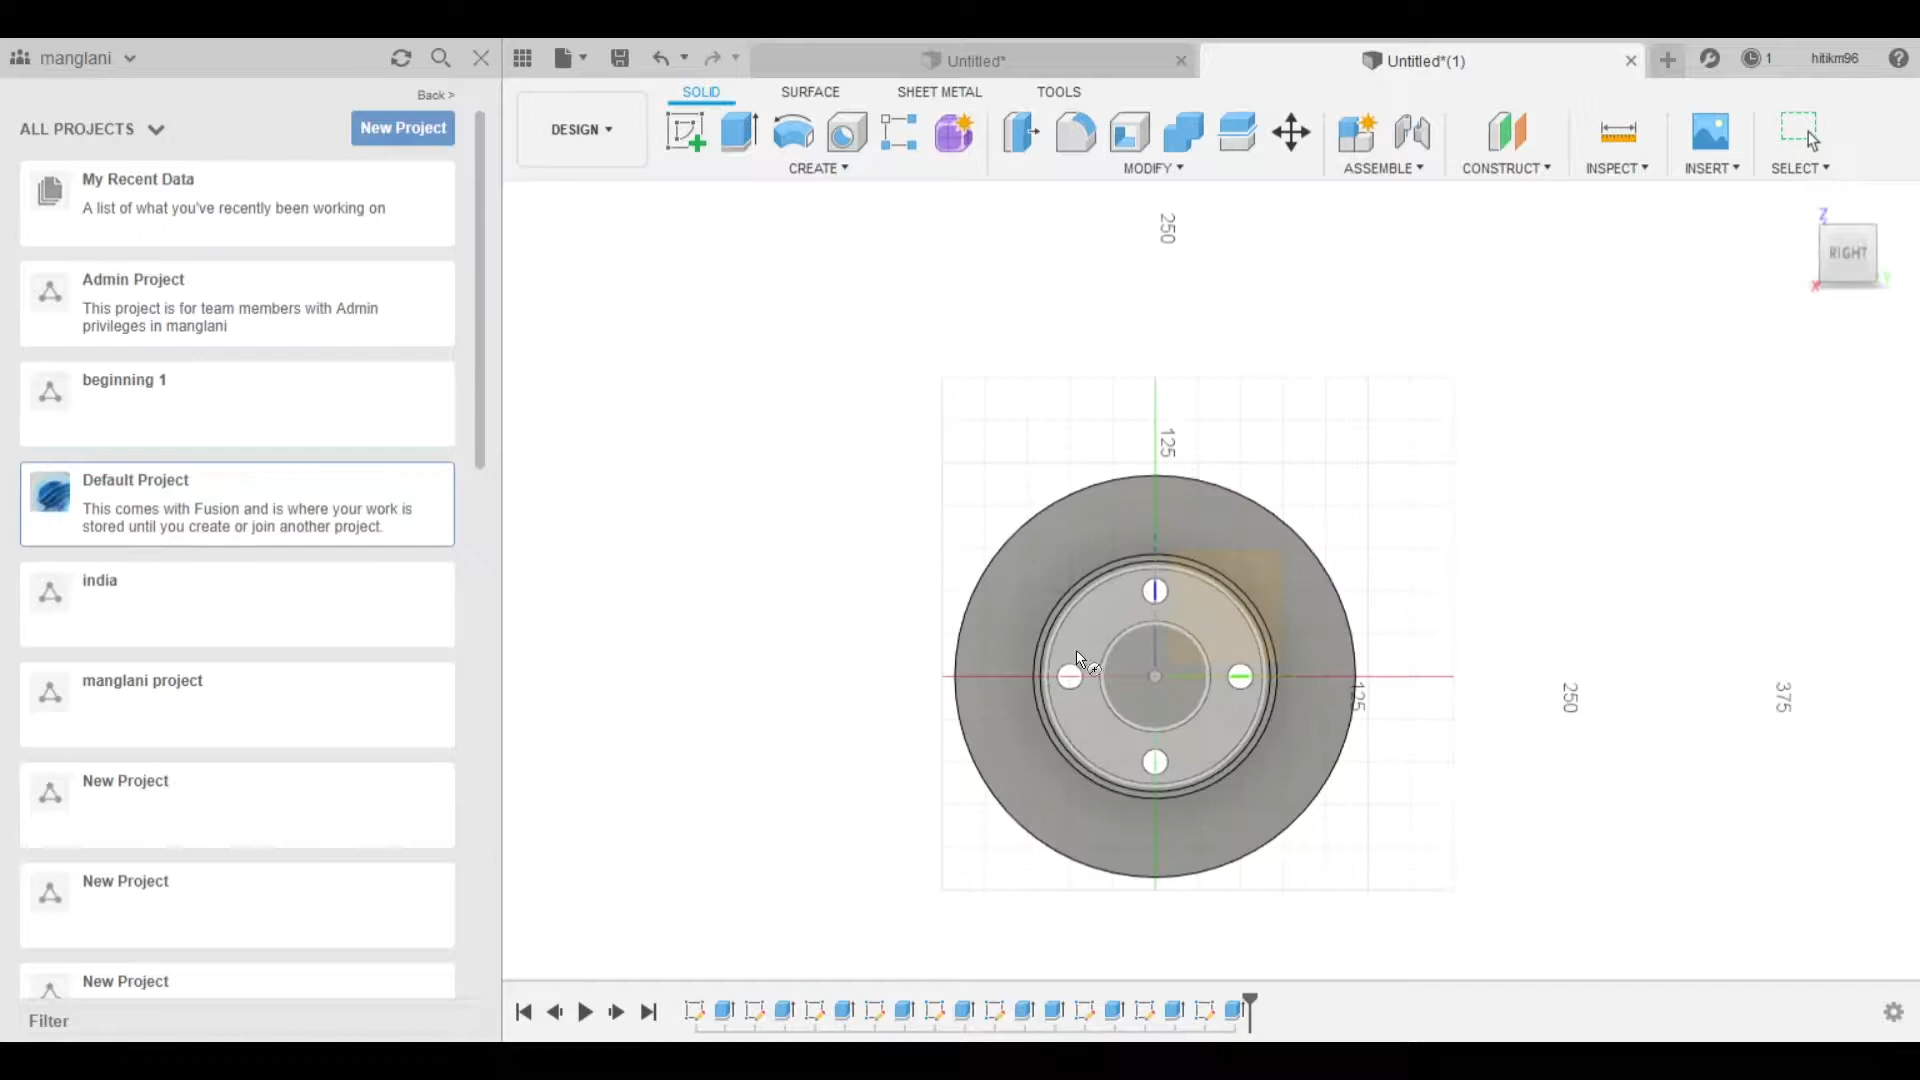 manglani
Untitled*
Untitled*(1)
1
hitikm96
Back >
ALL PROJECTS
New Project
My Recent Data
A list of what you've recently been working on
Admin Project
This project is for team members with Admin
privileges in manglani
beginning 1
Default Project
This comes with Fusion and is where your work is
stored until you create or join another project.
india
manglani project
New Project
New Project
New Project
Filter
DESIGN
SOLID
SURFACE
SHEET METAL
TOOLS
CREATE
MODIFY
ASSEMBLE
CONSTRUCT
INSPECT
INSERT
SELECT
250
Z
RIGHT
Y
X
125
125
250
375